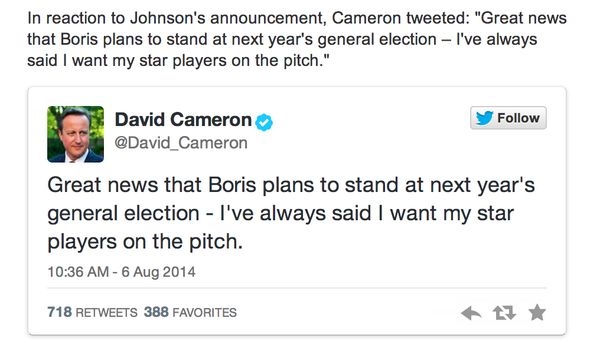 In reaction to Johnson's announcement, Cameron tweeted: "Great news
that Boris plans to stand at next year's general election – I've always
said I want my star players on the pitch."
David Cameron
Follow
@David_Cameron
Great news that Boris plans to stand at next year's
general election - I've always said I want my star
players on the pitch.
10:36 AM - 6 Aug 2014
718 RETWEETS 388 FAVORITES